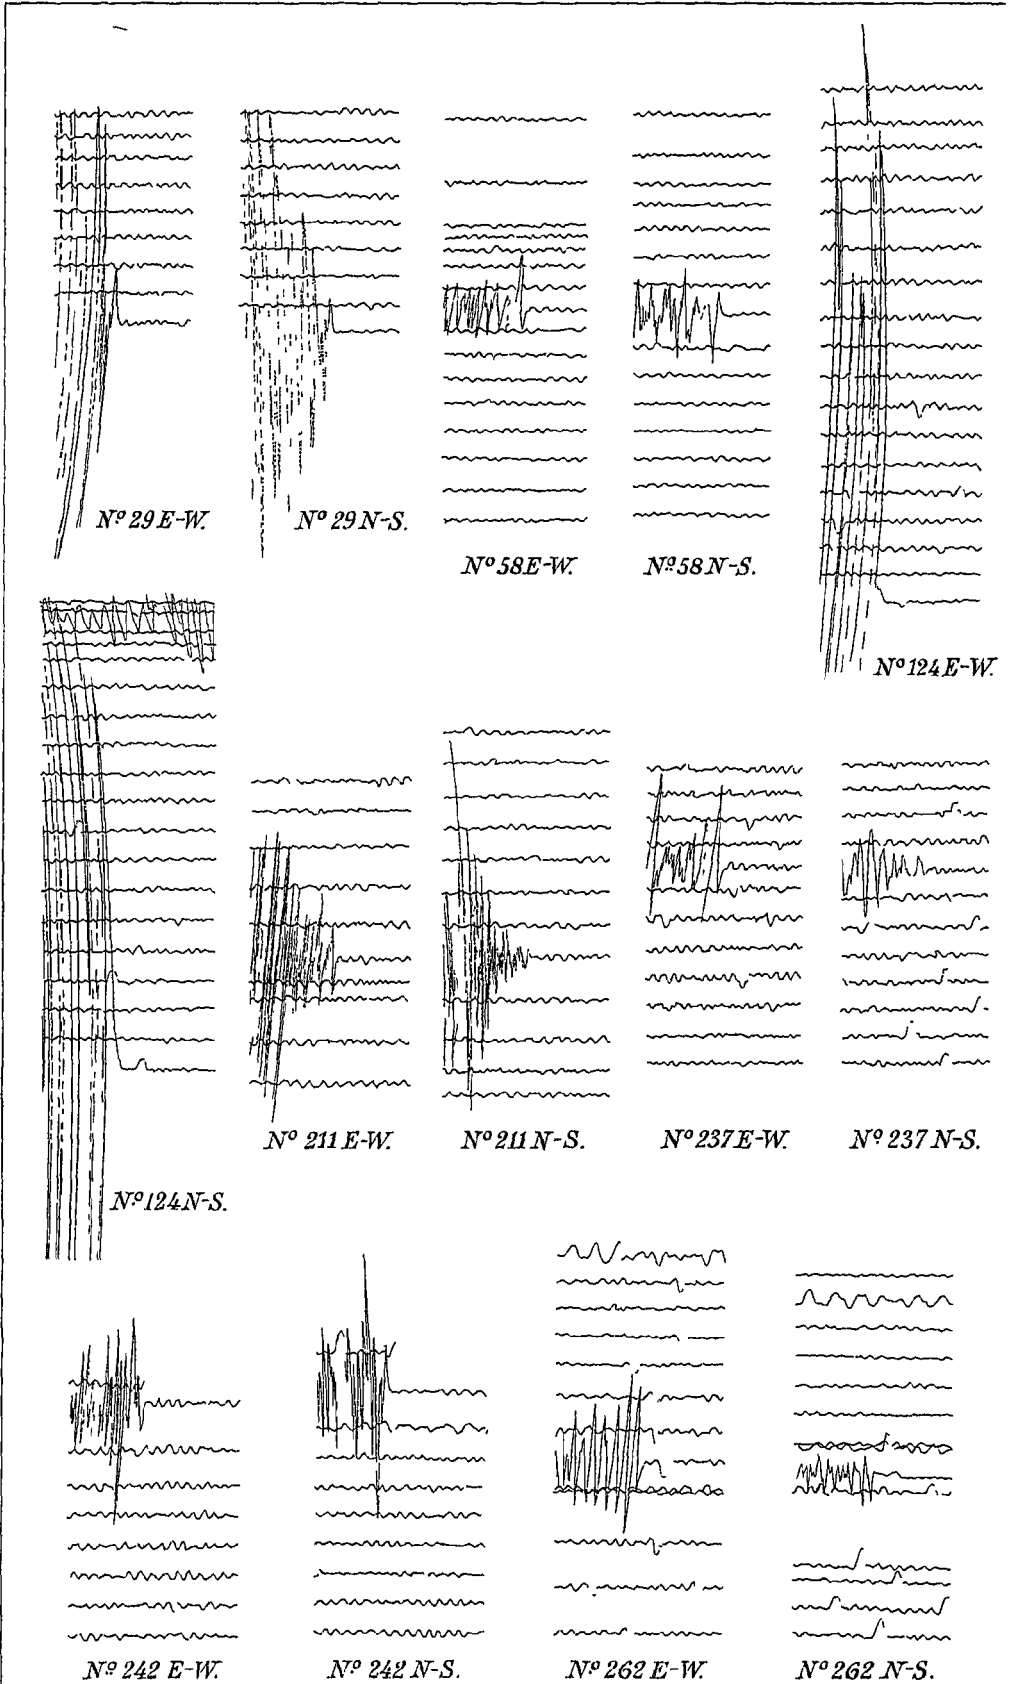 Nº 29 E-W.
Nº 29 N-S.
Nº 58 E-W.
Nº 58 N-S.
Nº 124 E-W.
Nº 124 N-S.
Nº 211 E-W.
Nº 211 N-S.
Nº 237 E-W.
Nº 237 N-S.
Nº 242 E-W.
Nº 242 N-S.
Nº 262 E-W.
Nº 262 N-S.